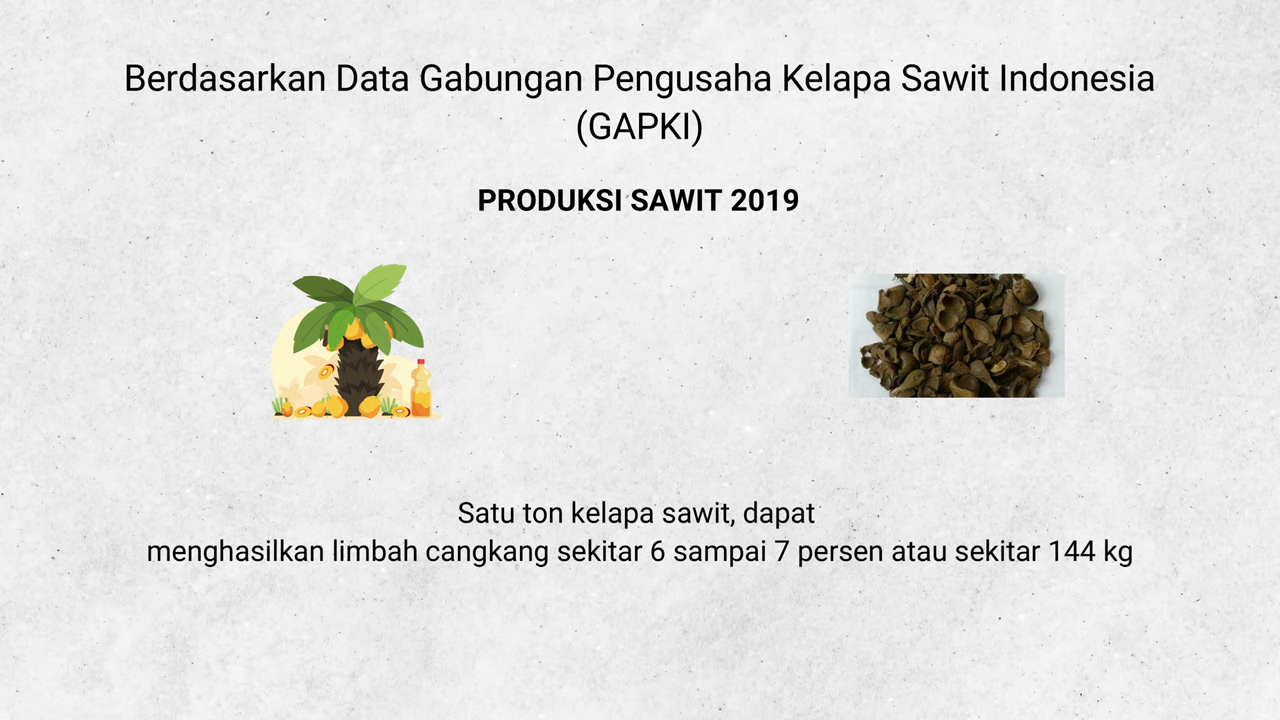 Berdasarkan Data Gabungan Pengusaha Kelapa Sawit Indonesia
(GAPKI)
PRODUKSI SAWIT 2019
Satu ton kelapa sawit, dapat
menghasilkan limbah cangkang sekitar 6 sampai 7 persen atau sekitar 144 kg